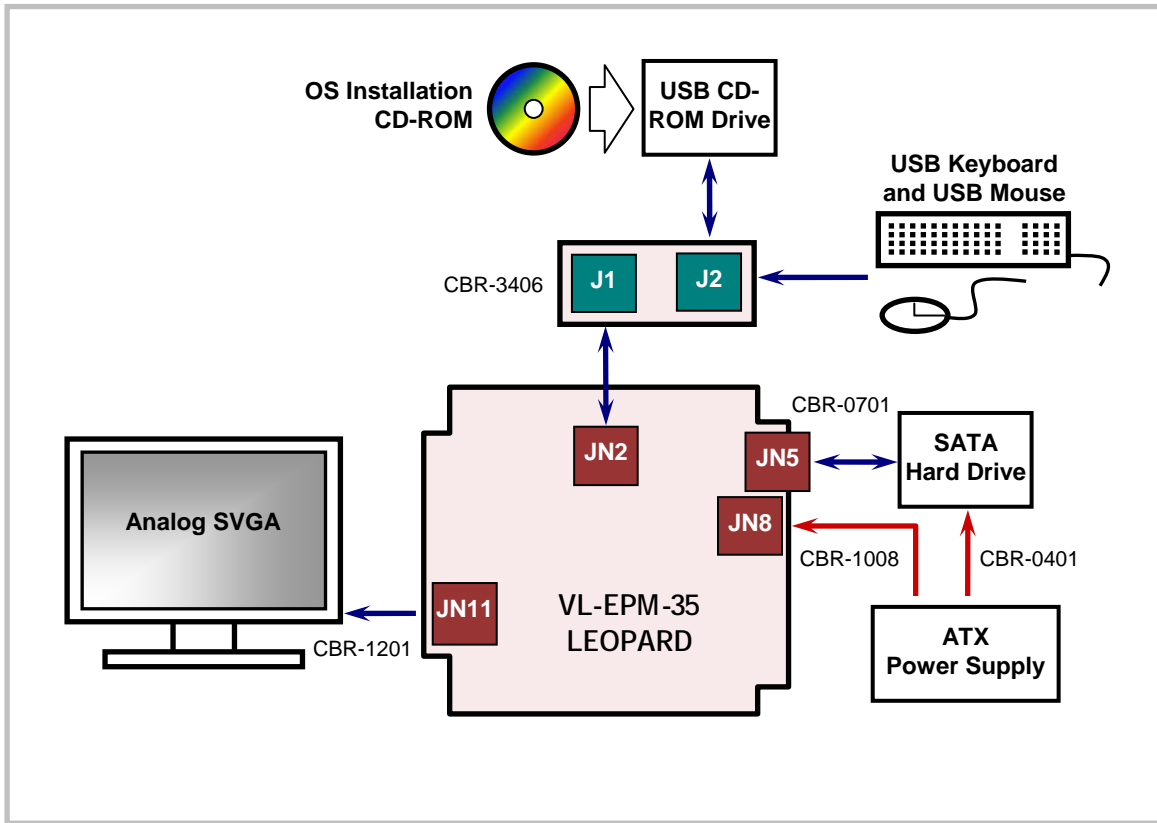 OS Installation
CD-ROM
USB CD-
ROM Drive
USB Keyboard
and USB Mouse
CBR-3406
J1
J2
CBR-0701
JN2
JN5
SATA
Hard Drive
Analog SVGA
JN8
CBR-1008
CBR-0401
JN11
VL-EPM-35
LEOPARD
CBR-1201
ATX
Power Supply